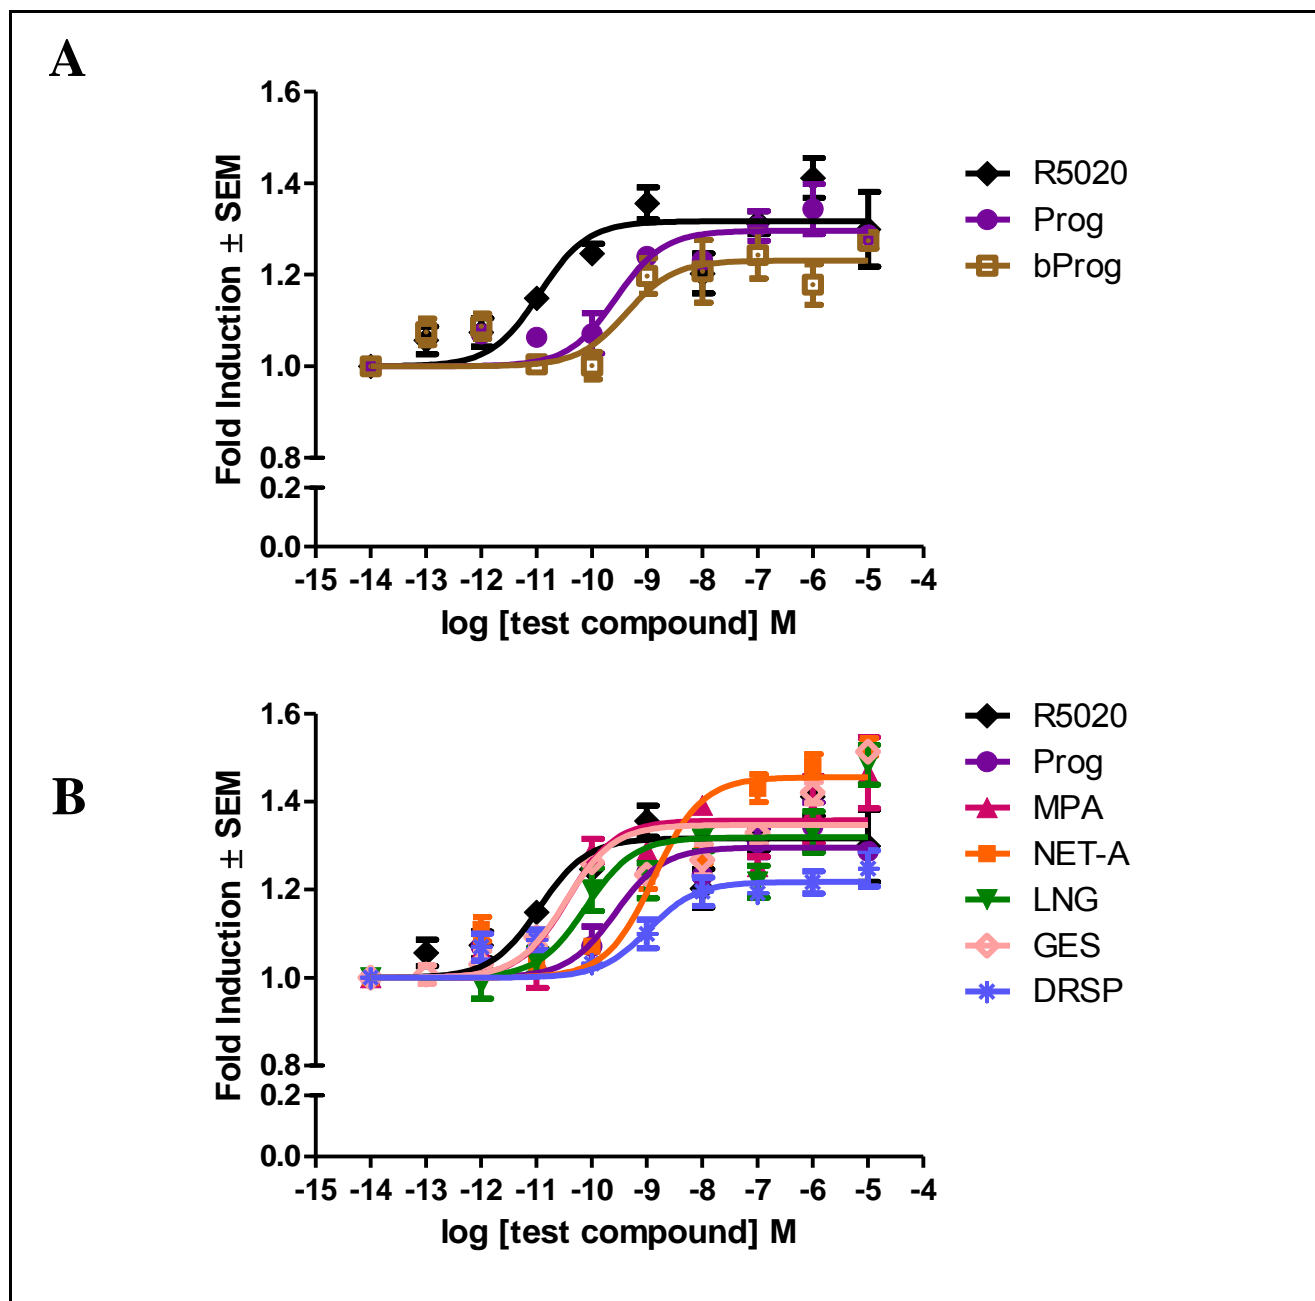 A
Fold Induction ± SEM
1.6
1.4
1.2
1.0
0.8
0.2
0.0
-15 -14 -13 -12 -11 -10 -9 -8 -7 -6 -5 -4
log [test compound] M
R5020
Prog
bProg
B
Fold Induction ± SEM
1.6
1.4
1.2
1.0
0.8
0.2
0.0
-15 -14 -13 -12 -11 -10 -9 -8 -7 -6 -5 -4
log [test compound] M
R5020
Prog
MPA
NET-A
LNG
GES
DRSP